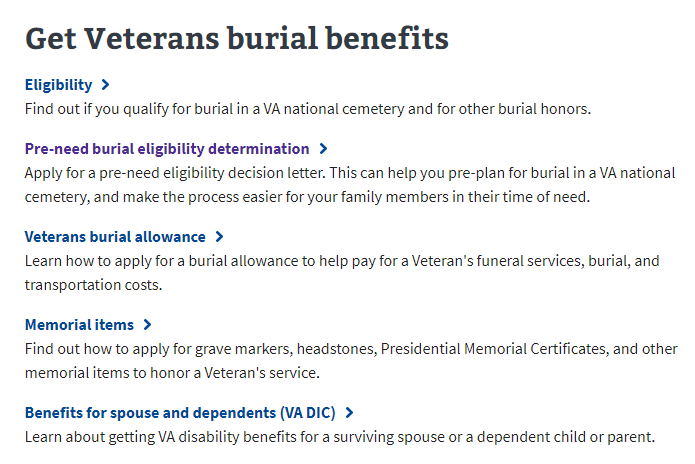 Get Veterans burial benefits
Eligibility
Find out if you qualify for burial in a VA national cemetery and for other burial honors.
Pre-need burial eligibility determination
Apply for a pre-need eligibility decision letter. This can help you pre-plan for burial in a VA national
cemetery, and make the process easier for your family members in their time of need.
Veterans burial allowance
Learn how to apply for a burial allowance to help pay for a Veteran's funeral services, burial, and
transportation costs.
Memorial items
Find out how to apply for grave markers, headstones, Presidential Memorial Certificates, and other
memorial items to honor a Veteran's service.
Benefits for spouse and dependents (VA DIC)
Learn about getting VA disability benefits for a surviving spouse or a dependent child or parent.